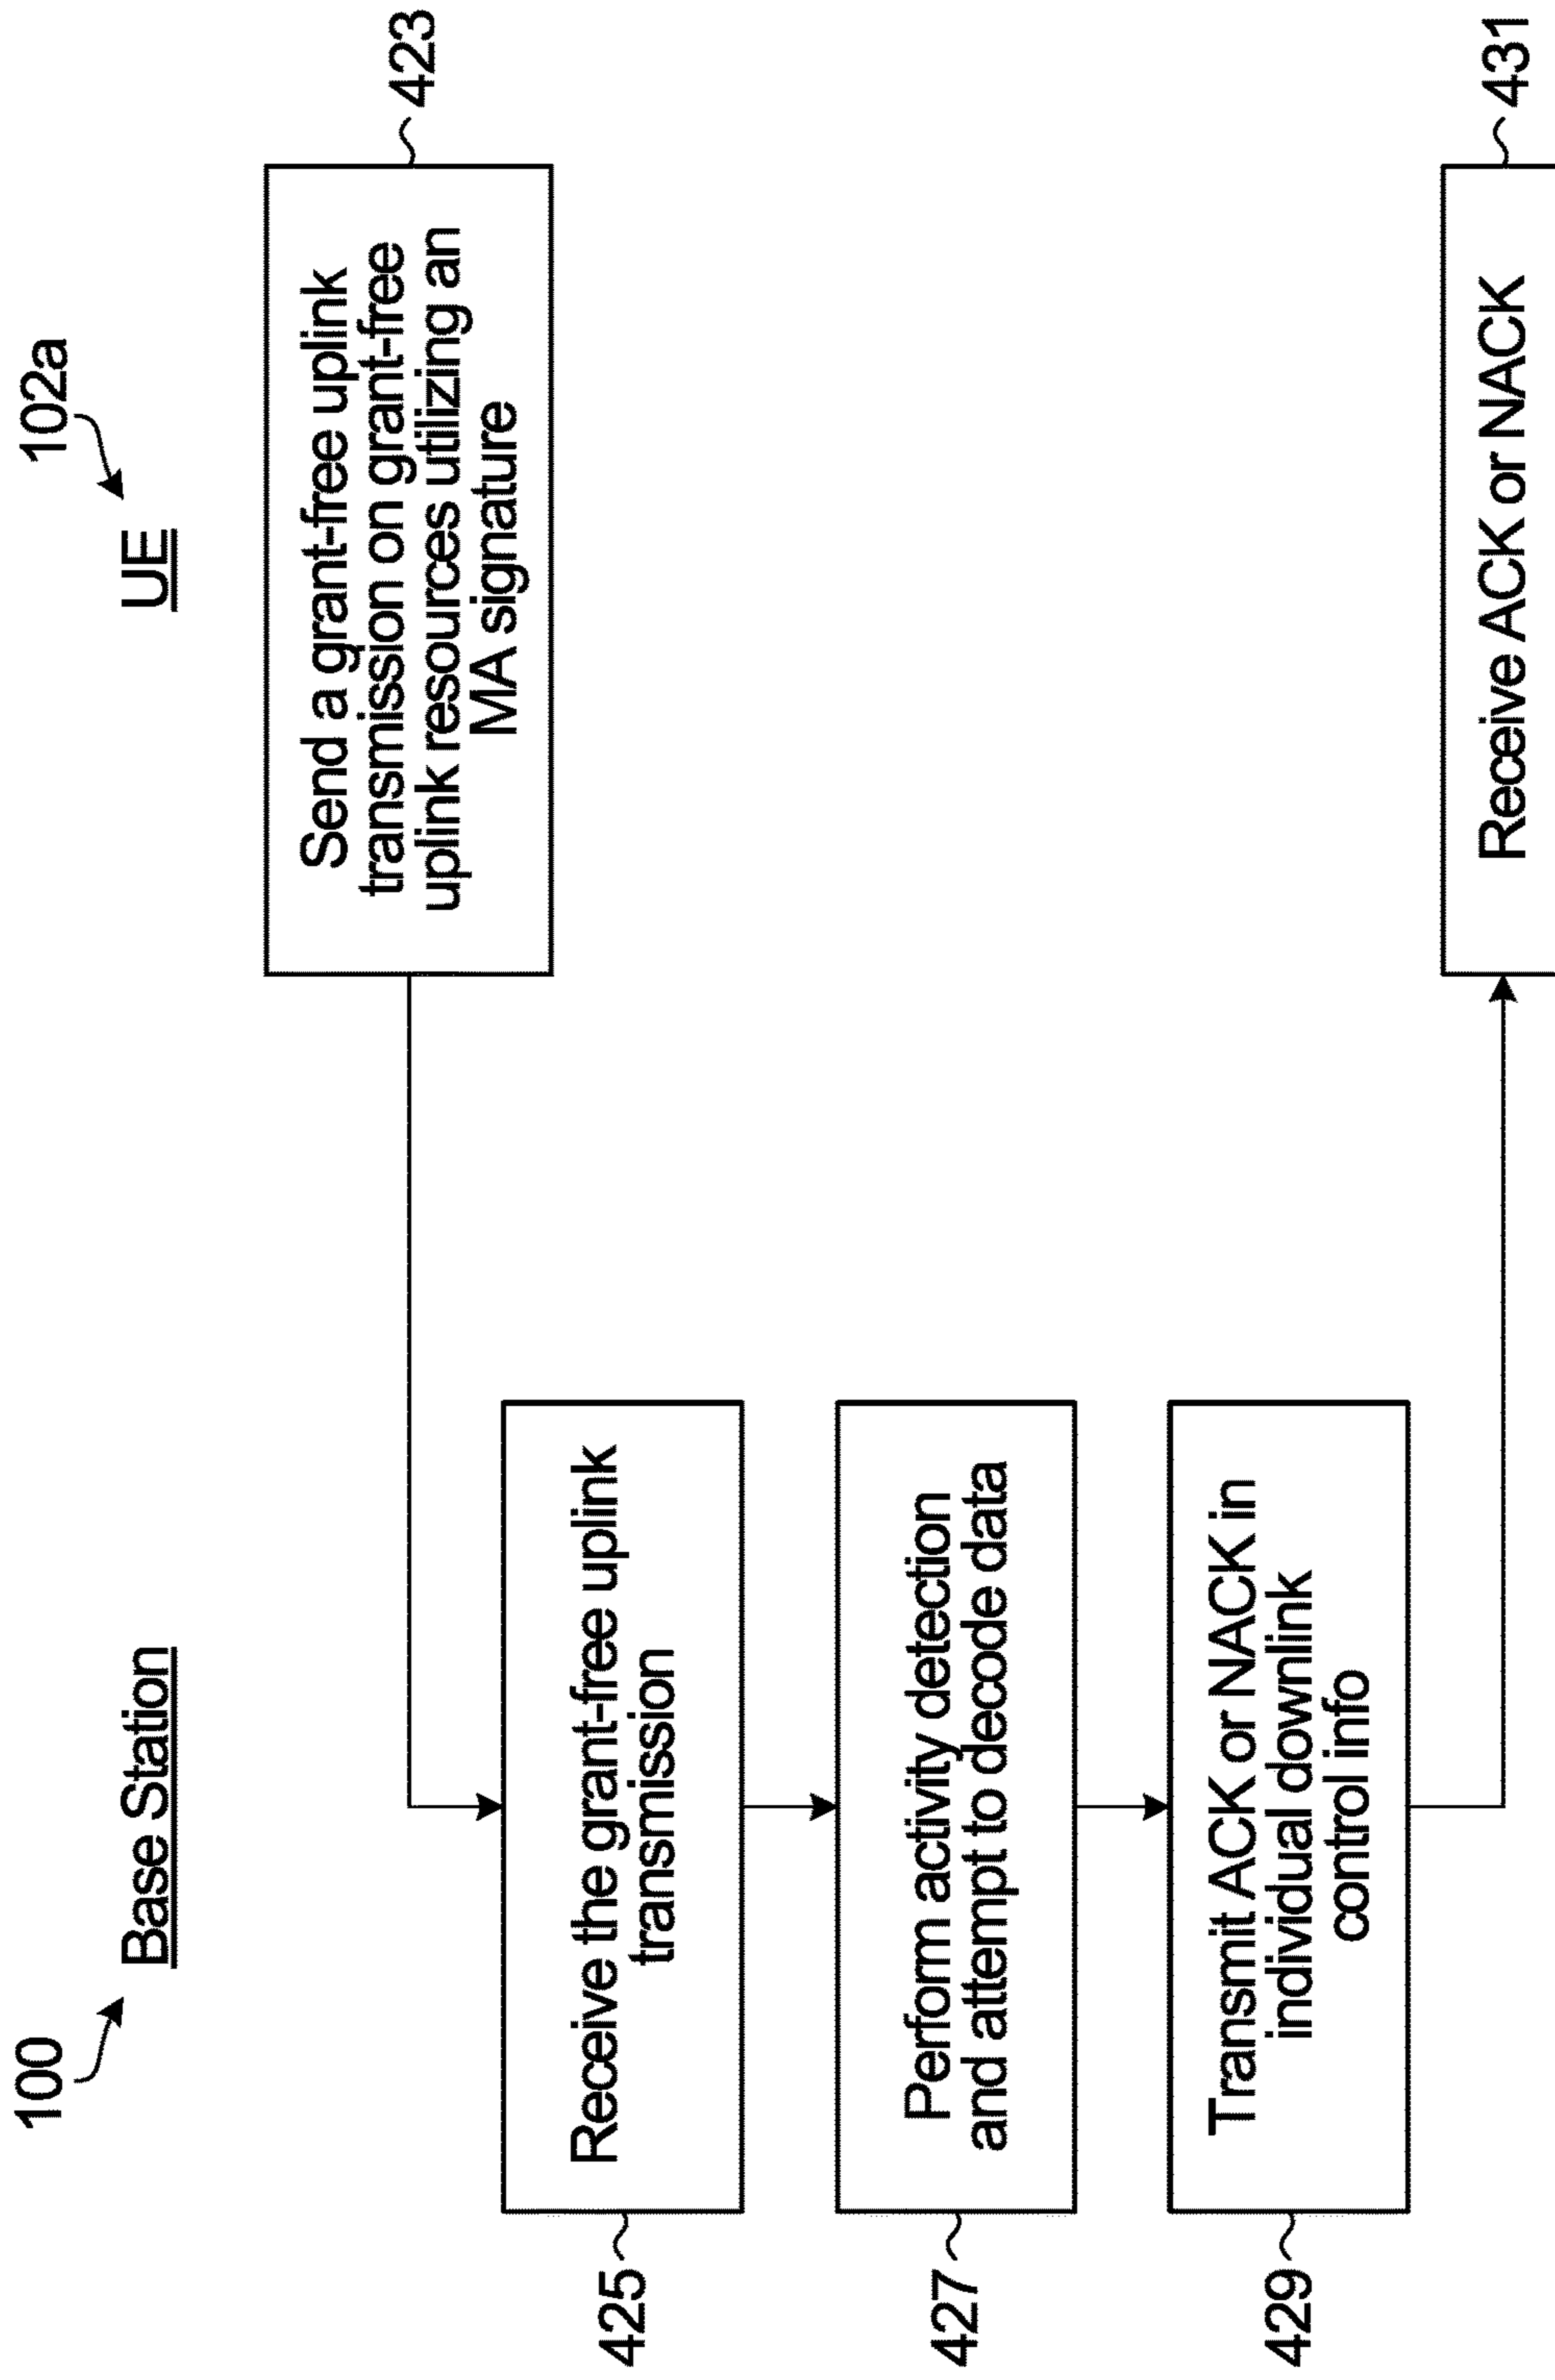 100
Base Station
102a
UE
Send a grant-free uplink
transmission on grant-free
uplink resources utilizing an
MA signature
423
Receive the grant-free uplink
transmission
425
Perform activity detection
and attempt to decode data
427
Transmit ACK or NACK in
individual downlink
control info
429
Receive ACK or NACK
431